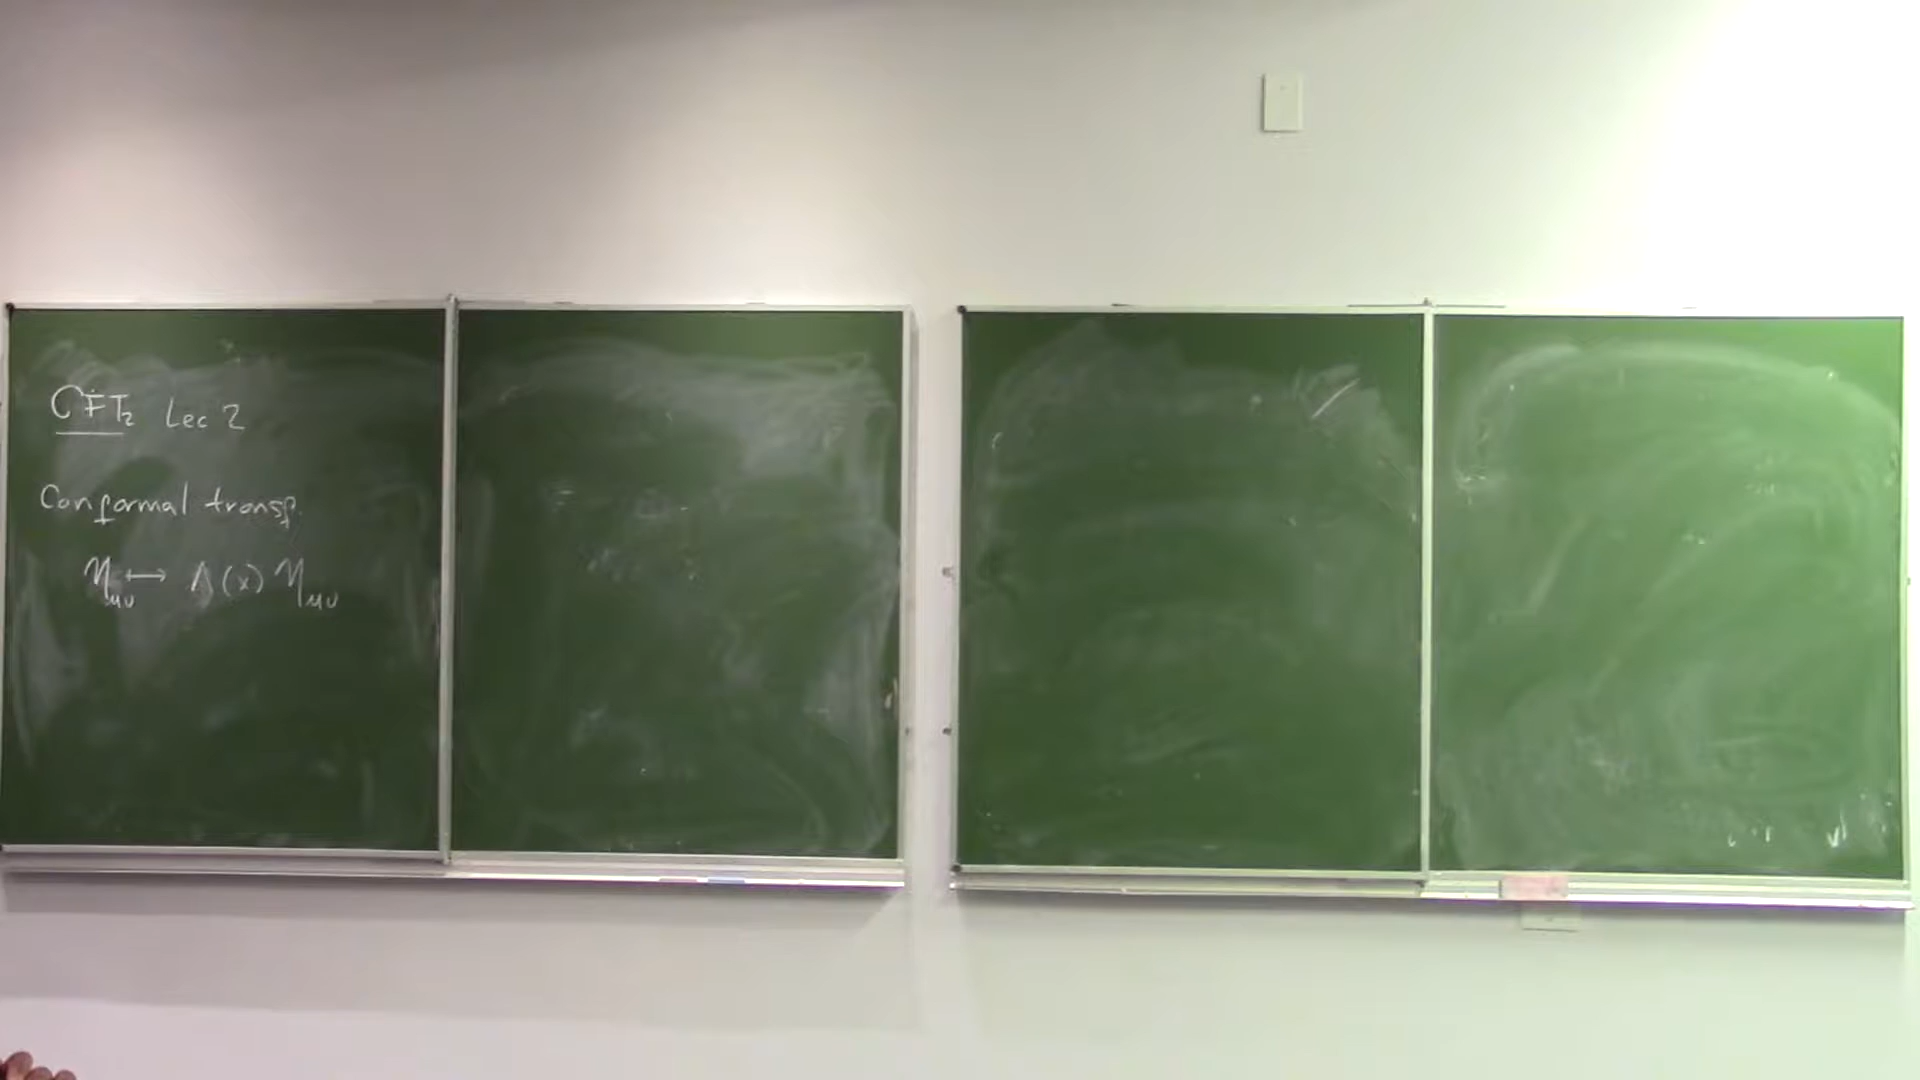 CFT₂ Lec 2
Conformal transf.
η_μν ⟷ Λ(x) η_μν